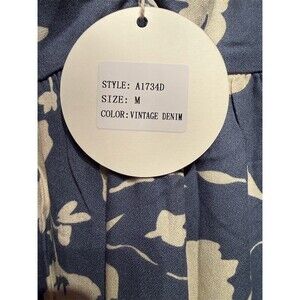 STYLE: A1734D
SIZE: M
COLOR:VINTAGE DENIM